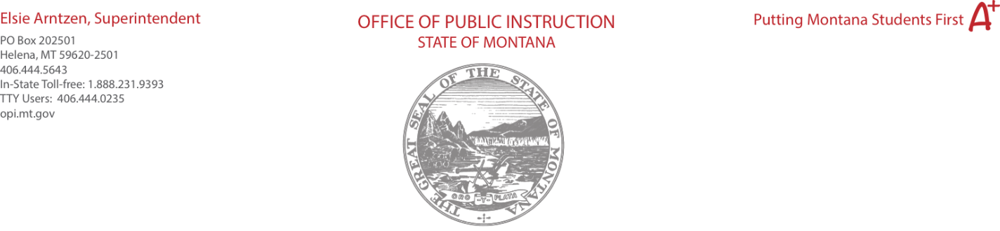 Elsie Arntzen, Superintendent
PO Box 202501
Helena, MT 59620-2501
406.444.5643
In-State Toll-free: 1.888.231.9393
TTY Users: 406.444.0235
opi.mt.gov
OFFICE OF PUBLIC INSTRUCTION
STATE OF MONTANA
THE GREAT SEAL OF THE STATE OF MONTANA
ORO -Y- PLATA
Putting Montana Students First A+